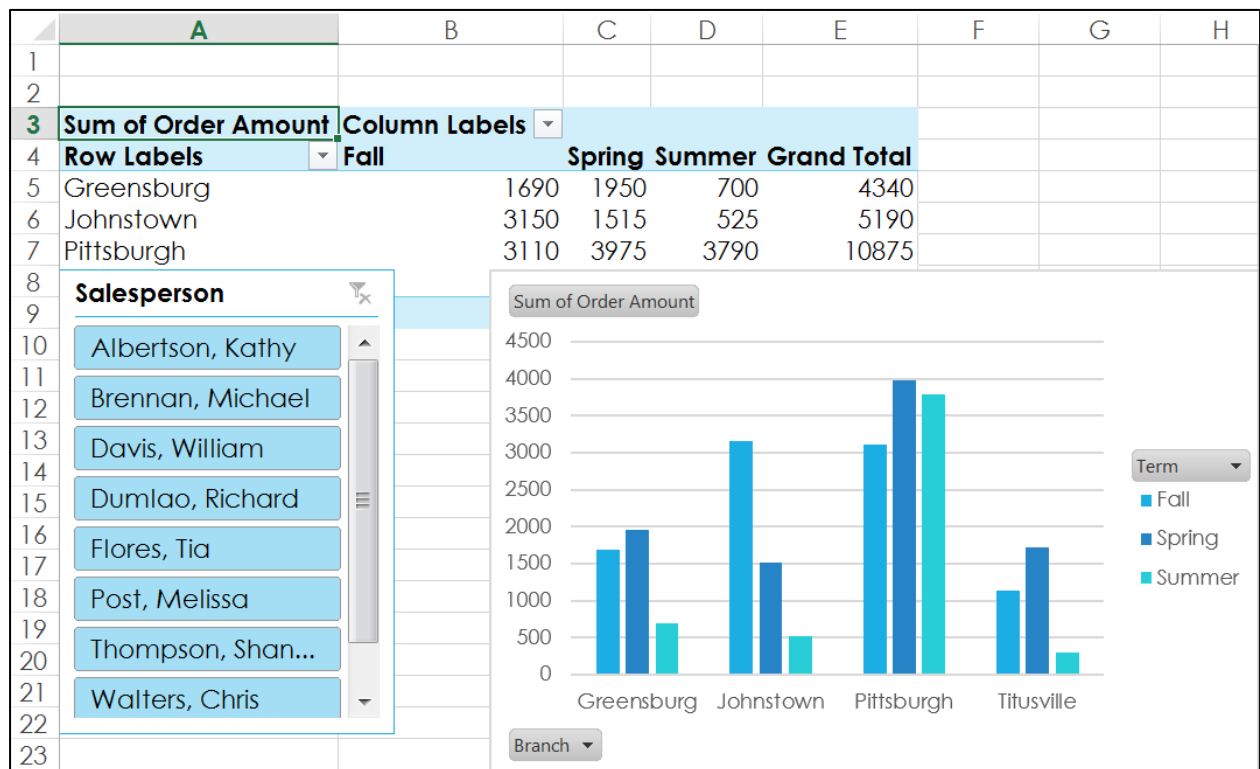 A B C D E F G H
1
2
3 Sum of Order Amount Column Labels
4 Row Labels Fall Spring Summer Grand Total
5 Greensburg 1690 1950 700 4340
6 Johnstown 3150 1515 525 5190
7 Pittsburgh 3110 3975 3790 10875
8
9
10
11
12
13
14
15
16
17
18
19
20
21
22
23
Salesperson
Albertson, Kathy
Brennan, Michael
Davis, William
Dumlao, Richard
Flores, Tia
Post, Melissa
Thompson, Shan...
Walters, Chris
Sum of Order Amount
4500
4000
3500
3000
2500
2000
1500
1000
500
0
Greensburg Johnstown Pittsburgh Titusville
Branch
Term
Fall
Spring
Summer